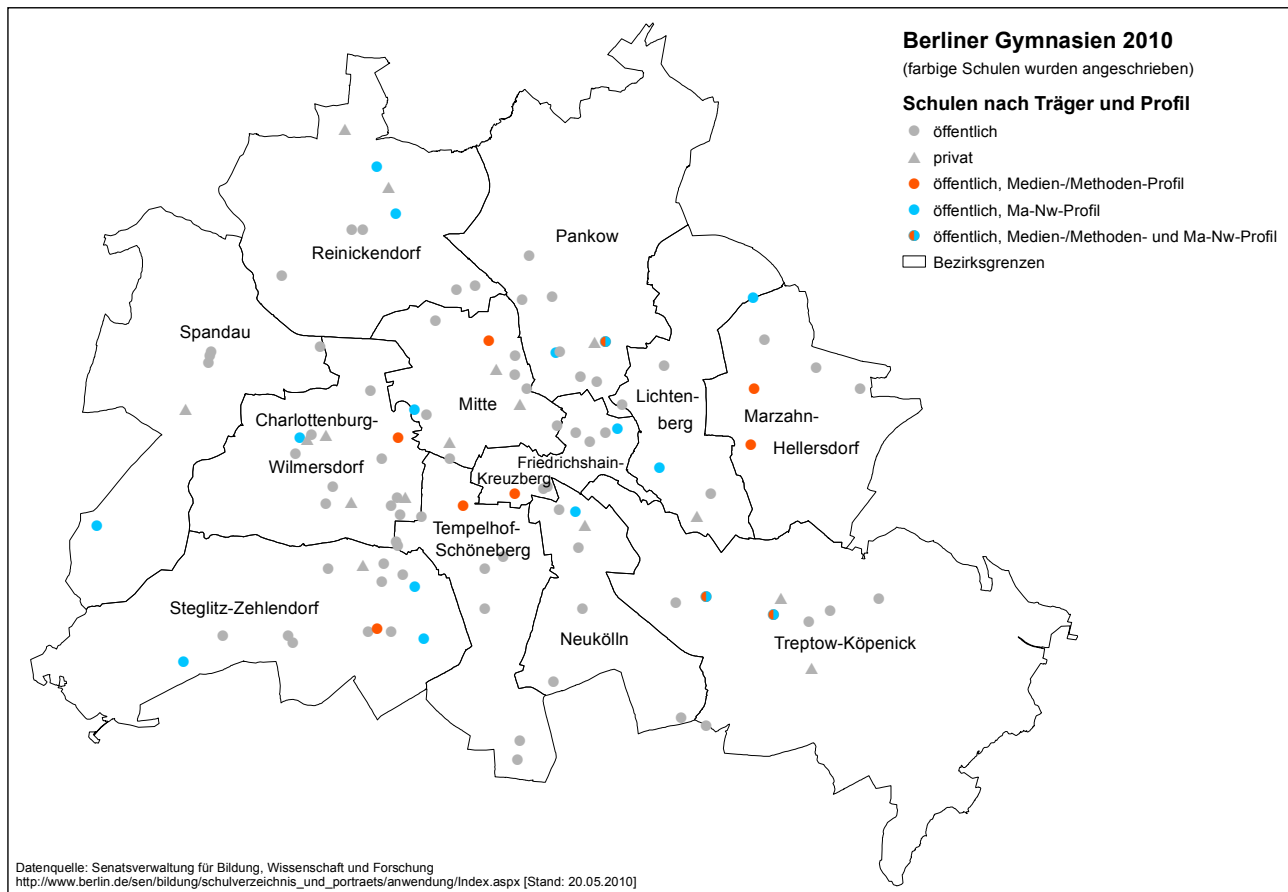 Berliner Gymnasien 2010
(farbige Schulen wurden angeschrieben)
Schulen nach Träger und Profil
öffentlich
privat
öffentlich, Medien-/Methoden-Profil
öffentlich, Ma-Nw-Profil
öffentlich, Medien-/Methoden- und Ma-Nw-Profil
Bezirksgrenzen
Reinickendorf
Pankow
Spandau
Charlottenburg-
Wilmersdorf
Mitte
Lichten-
berg
Marzahn-
Hellersdorf
Friedrichshain-
Kreuzberg
Tempelhof-
Schöneberg
Steglitz-Zehlendorf
Neukölln
Treptow-Köpenick
Datenquelle: Senatsverwaltung für Bildung, Wissenschaft und Forschung
http://www.berlin.de/sen/bildung/schulverzeichnis_und_portraets/anwendung/Index.aspx [Stand: 20.05.2010]